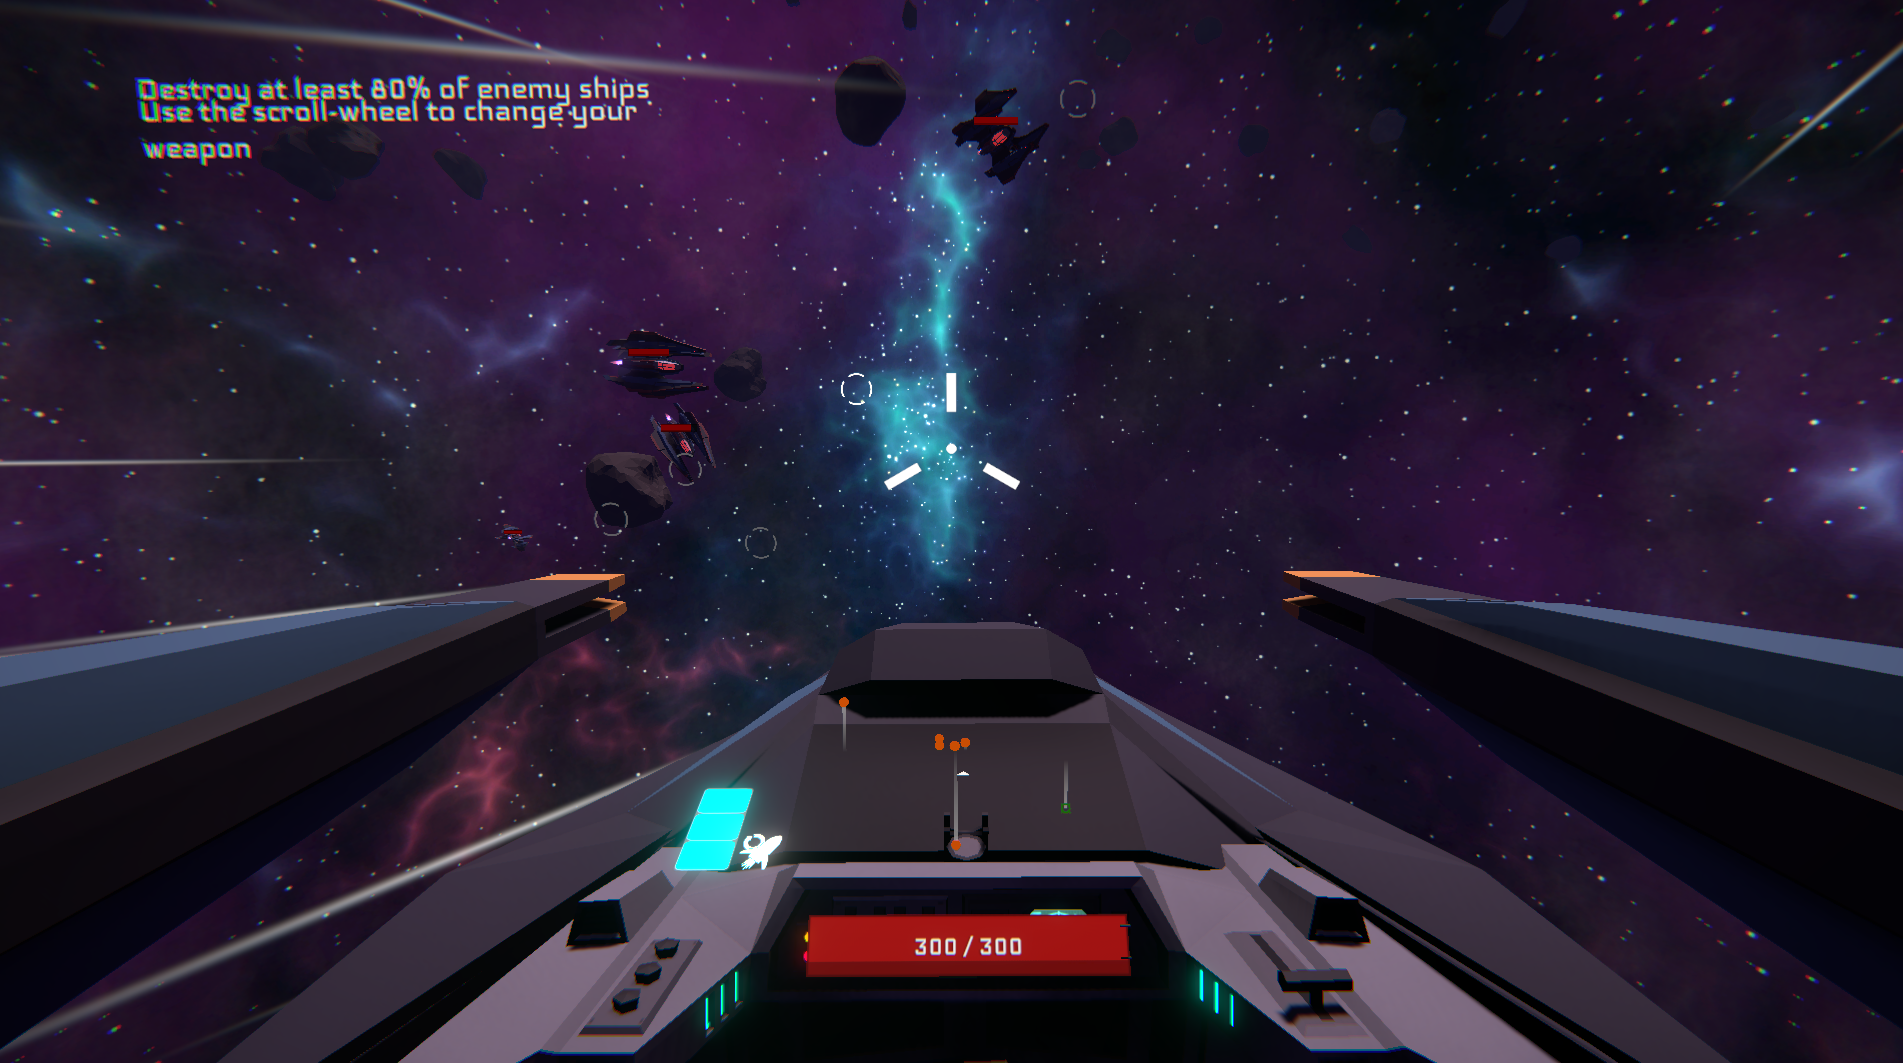 Destroy at least 80% of enemy ships
Use the scroll-wheel to change your
weapon
300 / 300